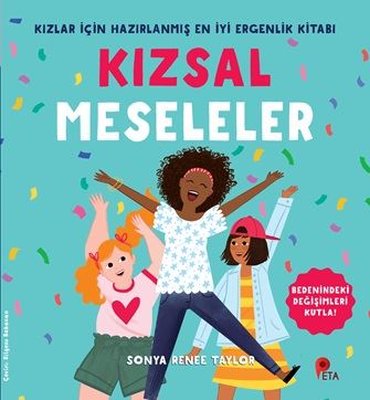 KIZLAR İÇİN HAZIRLANMIŞ EN İYİ ERGENLİK KİTABI
KIZSAL
MESELELER
BEDENİNDEKİ
DEĞİŞİMLERİ
KUTLA!
SONYA RENEE TAYLOR
PETA